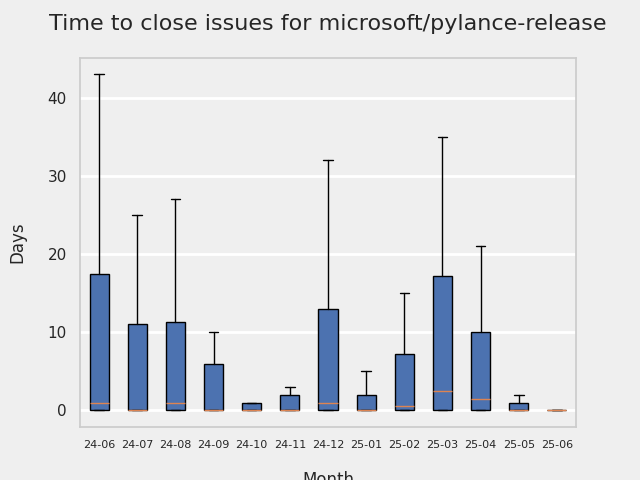 Time to close issues for microsoft/pylance-release
Days
40
30
20
10
0
24-06 24-07 24-08 24-09 24-10 24-11 24-12 25-01 25-02 25-03 25-04 25-05 25-06
Month